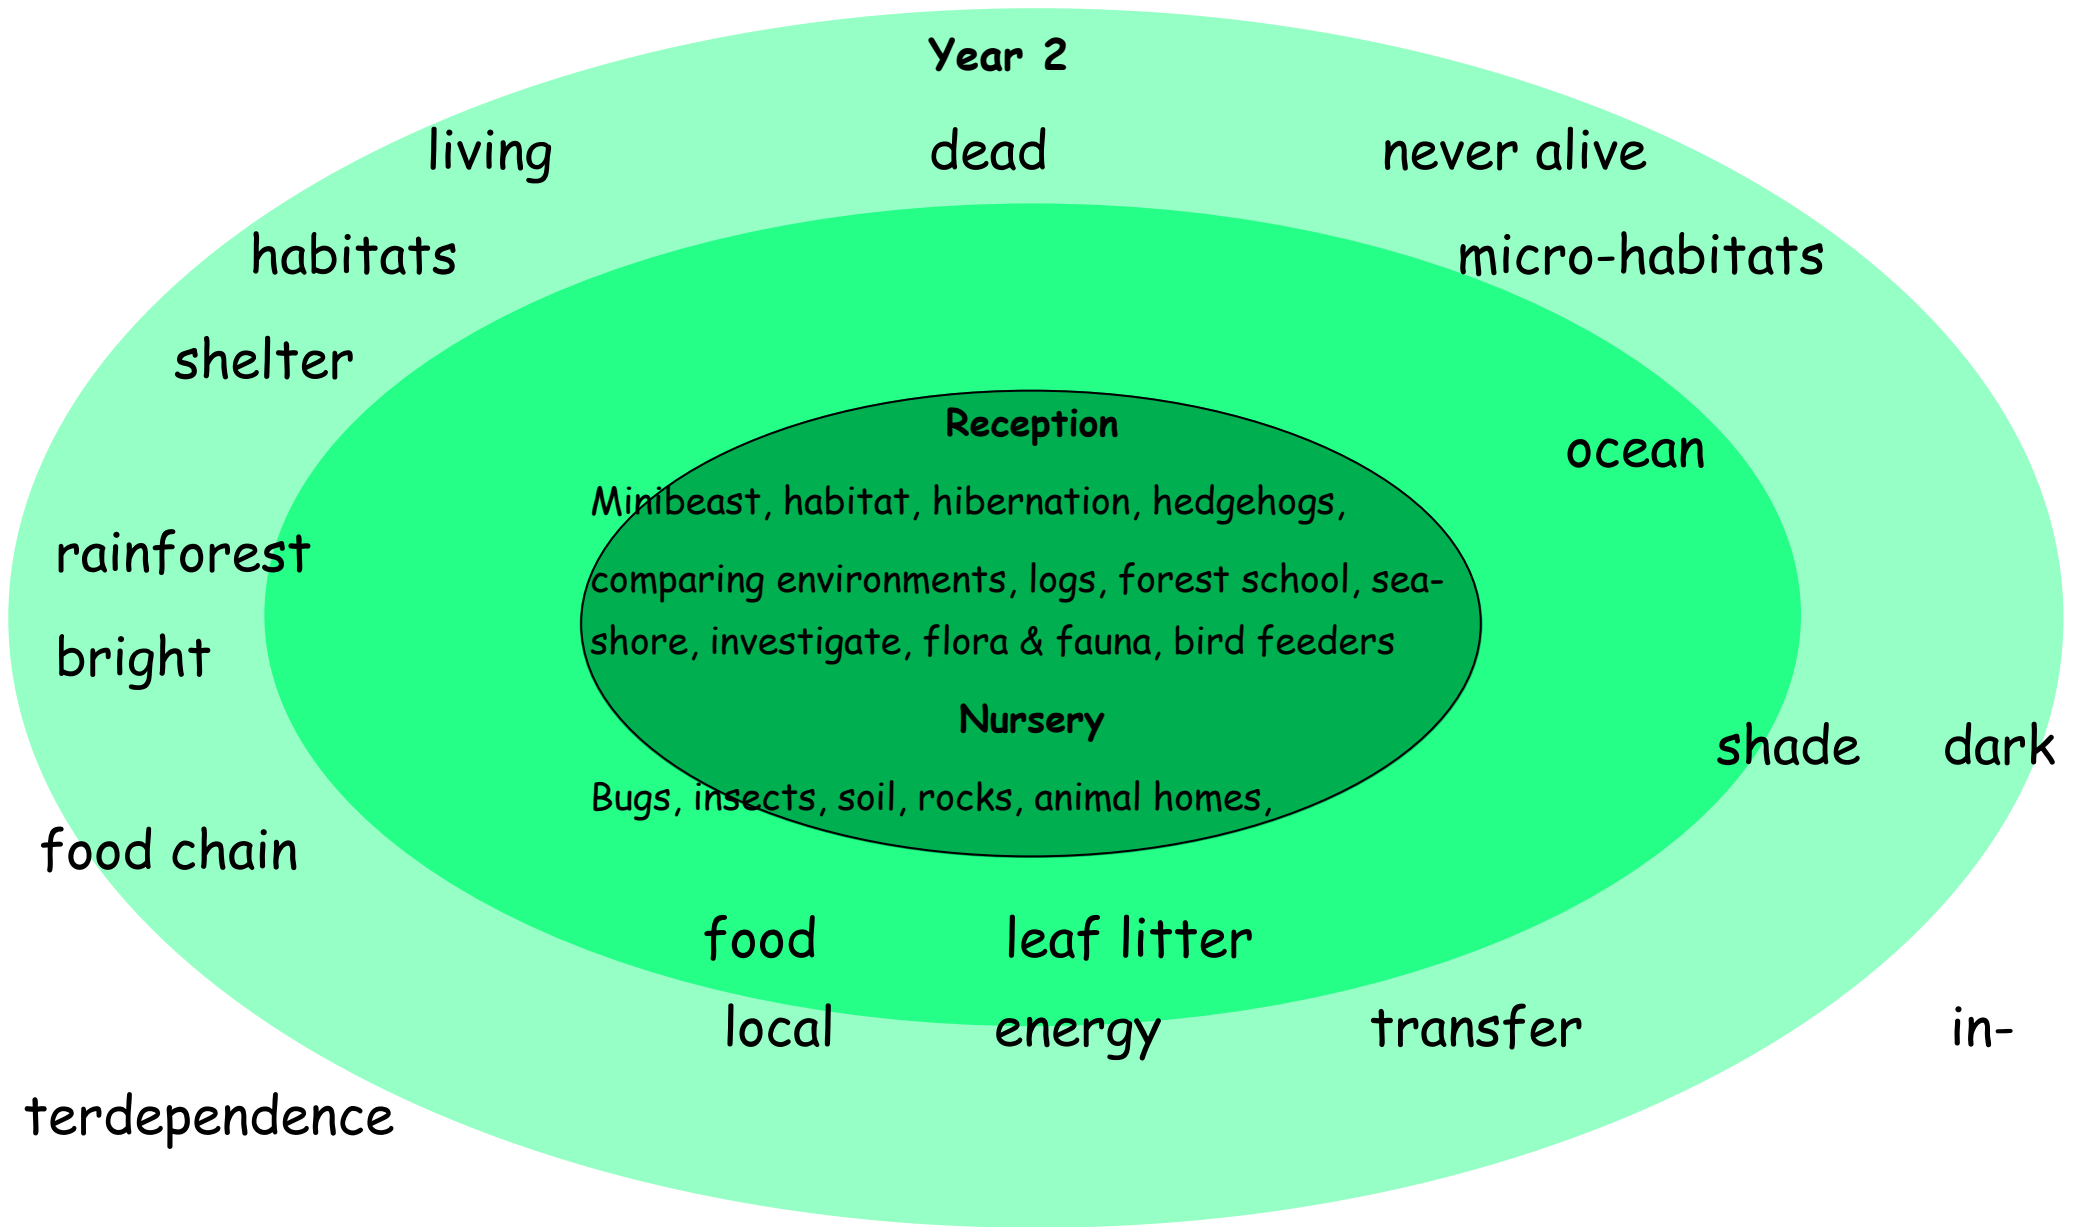 Year 2
living dead never alive
habitats micro-habitats
shelter
Reception
ocean
Minibeast, habitat, hibernation, hedgehogs,
rainforest
comparing environments, logs, forest school, sea-
shore, investigate, flora & fauna, bird feeders
bright
Nursery
shade dark
Bugs, insects, soil, rocks, animal homes,
food chain
food leaf litter
local energy transfer in-
terdependence